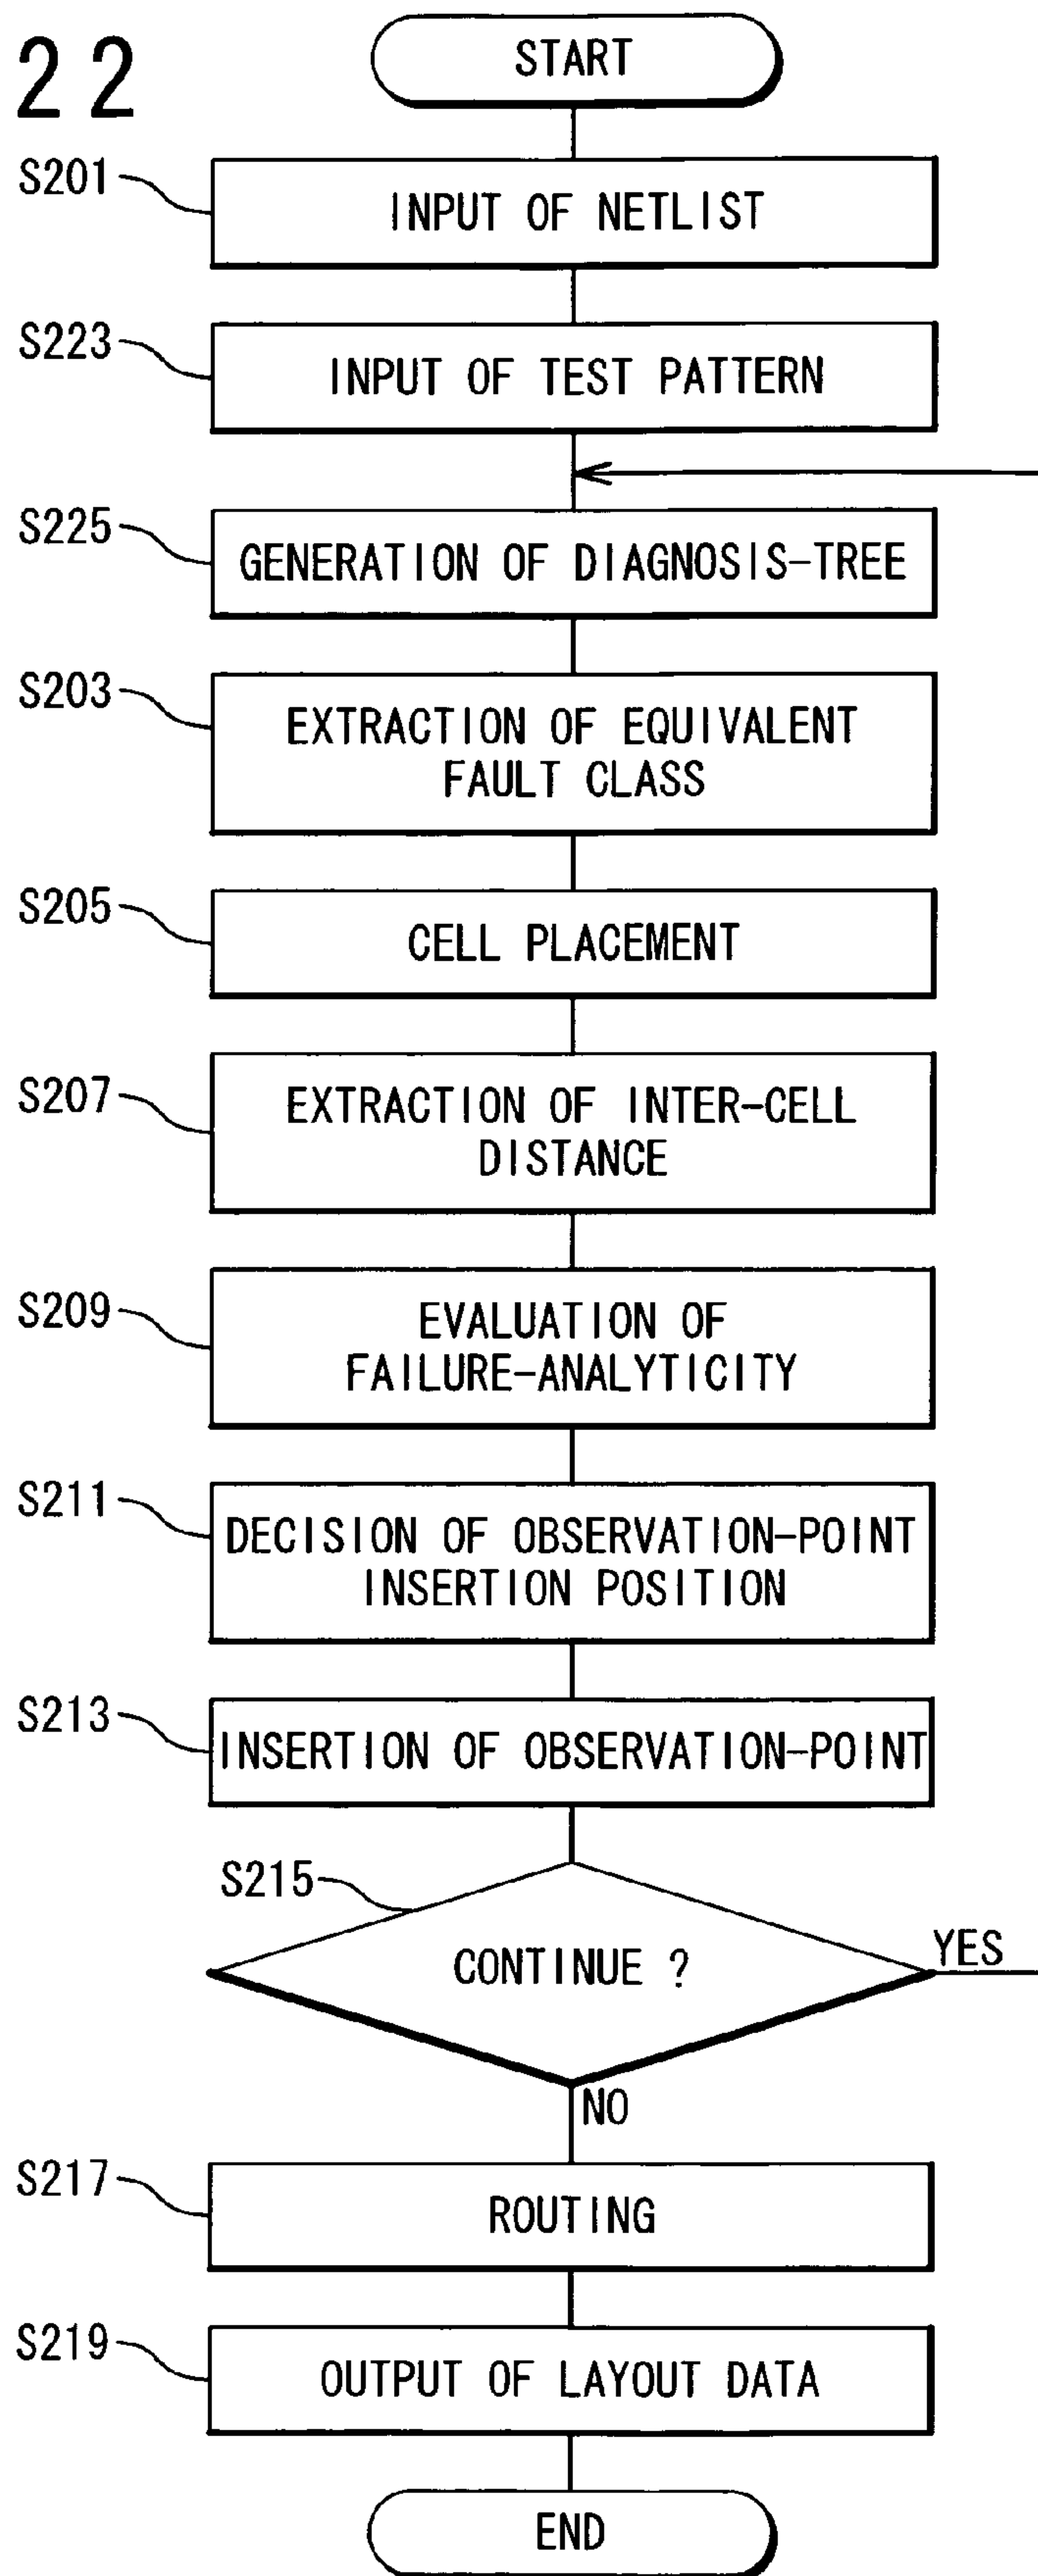 22
START
S201
INPUT OF NETLIST
S223
INPUT OF TEST PATTERN
S225
GENERATION OF DIAGNOSIS-TREE
S203
EXTRACTION OF EQUIVALENT
FAULT CLASS
S205
CELL PLACEMENT
S207
EXTRACTION OF INTER-CELL
DISTANCE
S209
EVALUATION OF
FAILURE-ANALYTICITY
S211
DECISION OF OBSERVATION-POINT
INSERTION POSITION
S213
INSERTION OF OBSERVATION-POINT
S215
CONTINUE ?
YES
NO
S217
ROUTING
S219
OUTPUT OF LAYOUT DATA
END